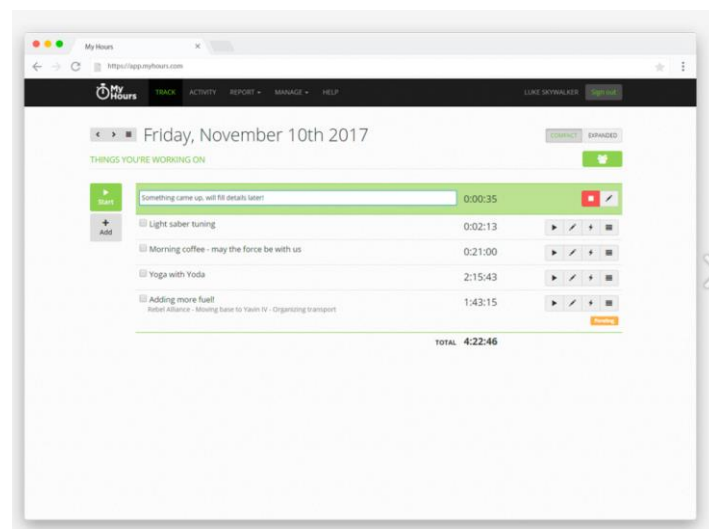 My Hours
https://app.myhours.com
My Hours TRACK ACTIVITY REPORT MANAGE HELP LUKE SKYWALKER Sign out
Friday, November 10th 2017 COMPACT EXPANDED
THINGS YOU'RE WORKING ON
Start
Something came up, will fill details later! 0:00:35
Add
Light saber tuning 0:02:13
Morning coffee - may the force be with us 0:21:00
Yoga with Yoda 2:15:43
Adding more fuel! 1:43:15
Rebel Alliance - Moving base to Yavin IV - Organizing transport
Pending
TOTAL 4:22:46